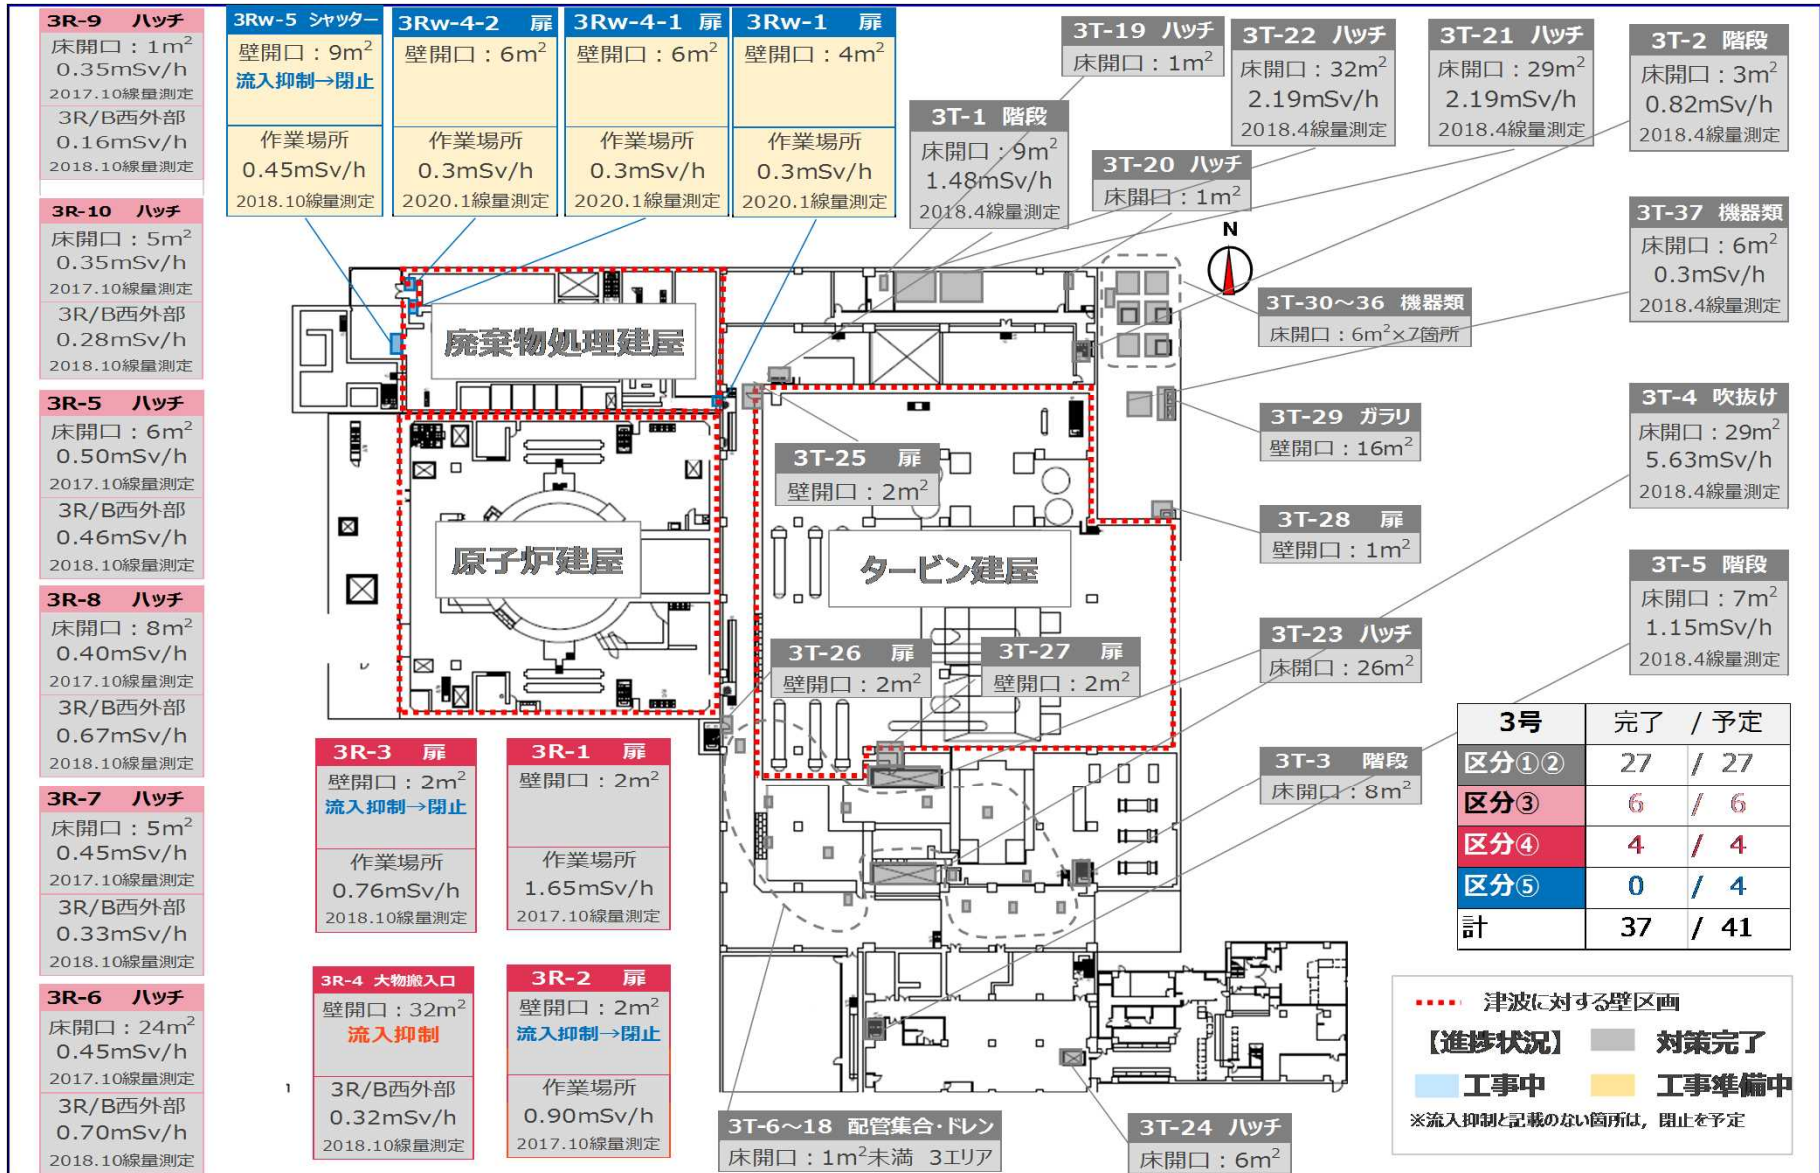 3R-9 ハッチ
床開口：1m²
0.35mSv/h
2017.10線量測定
3R/B西外部
0.16mSv/h
2018.10線量測定
3R-10 ハッチ
床開口：5m²
0.35mSv/h
2017.10線量測定
3R/B西外部
0.28mSv/h
2018.10線量測定
3R-5 ハッチ
床開口：6m²
0.50mSv/h
2017.10線量測定
3R/B西外部
0.46mSv/h
2018.10線量測定
3R-8 ハッチ
床開口：8m²
0.40mSv/h
2017.10線量測定
3R/B西外部
0.67mSv/h
2018.10線量測定
3R-7 ハッチ
床開口：5m²
0.45mSv/h
2017.10線量測定
3R/B西外部
0.33mSv/h
2018.10線量測定
3R-6 ハッチ
床開口：24m²
0.45mSv/h
2017.10線量測定
3R/B西外部
0.70mSv/h
2018.10線量測定
3Rw-5 シャッター
壁開口：9m²
流入抑制→閉止
作業場所
0.45mSv/h
2018.10線量測定
3Rw-4-2 扉
壁開口：6m²
作業場所
0.3mSv/h
2020.1線量測定
3Rw-4-1 扉
壁開口：6m²
作業場所
0.3mSv/h
2020.1線量測定
3Rw-1 扉
壁開口：4m²
作業場所
0.3mSv/h
2020.1線量測定
3T-19 ハッチ
床開口：1m²
3T-22 ハッチ
床開口：32m²
2.19mSv/h
2018.4線量測定
3T-21 ハッチ
床開口：29m²
2.19mSv/h
2018.4線量測定
3T-2 階段
床開口：3m²
0.82mSv/h
2018.4線量測定
3T-1 階段
床開口：9m²
1.48mSv/h
2018.4線量測定
3T-20 ハッチ
床開口：1m²
3T-37 機器類
床開口：6m²
0.3mSv/h
2018.4線量測定
N
3T-30～36 機器類
床開口：6m²×7箇所
廃棄物処理建屋
3T-4 吹抜け
床開口：29m²
5.63mSv/h
2018.4線量測定
3T-29 ガラリ
壁開口：16m²
3T-25 扉
壁開口：2m²
3T-28 扉
壁開口：1m²
原子炉建屋
タービン建屋
3T-5 階段
床開口：7m²
1.15mSv/h
2018.4線量測定
3T-23 ハッチ
床開口：26m²
3T-26 扉
壁開口：2m²
3T-27 扉
壁開口：2m²
3R-3 扉
壁開口：2m²
流入抑制→閉止
作業場所
0.76mSv/h
2018.10線量測定
3R-1 扉
壁開口：2m²
作業場所
1.65mSv/h
2017.10線量測定
3T-3 階段
床開口：8m²
3号 完了 / 予定
区分①② 27 / 27
区分③ 6 / 6
区分④ 4 / 4
区分⑤ 0 / 4
計 37 / 41
3R-4 大物搬入口
壁開口：32m²
流入抑制
3R/B西外部
0.32mSv/h
2018.10線量測定
3R-2 扉
壁開口：2m²
流入抑制→閉止
作業場所
0.90mSv/h
2017.10線量測定
3T-6～18 配管集合・ドレン
床開口：1m²未満 3エリア
3T-24 ハッチ
床開口：6m²
津波に対する壁区画
【進捗状況】 対策完了
工事中 工事準備中
※流入抑制と記載のない箇所は，閉止を予定
1